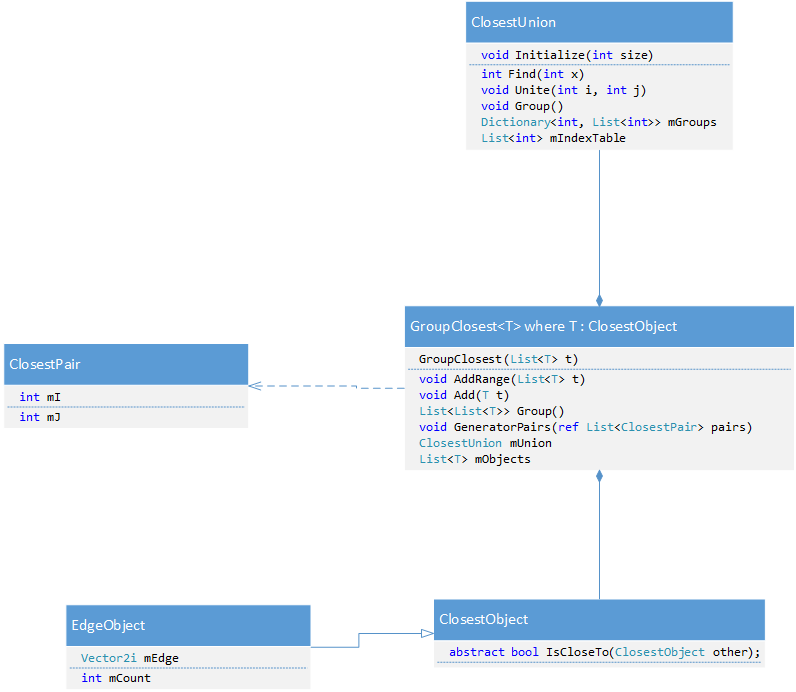 ClosestUnion
void Initialize(int size)
int Find(int x)
void Unite(int i, int j)
void Group()
Dictionary<int, List<int>> mGroups
List<int> mIndexTable
GroupClosest<T> where T : ClosestObject
GroupClosest(List<T> t)
void AddRange(List<T> t)
void Add(T t)
List<List<T>> Group()
void GeneratorPairs(ref List<ClosestPair> pairs)
ClosestUnion mUnion
List<T> mObjects
ClosestPair
int mI
int mJ
EdgeObject
Vector2i mEdge
int mCount
ClosestObject
abstract bool IsCloseTo(ClosestObject other);